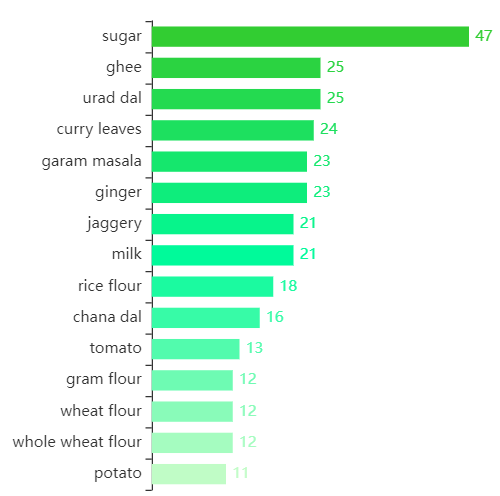 sugar 47
ghee 25
urad dal 25
curry leaves 24
garam masala 23
ginger 23
jaggery 21
milk 21
rice flour 18
chana dal 16
tomato 13
gram flour 12
wheat flour 12
whole wheat flour 12
potato 11